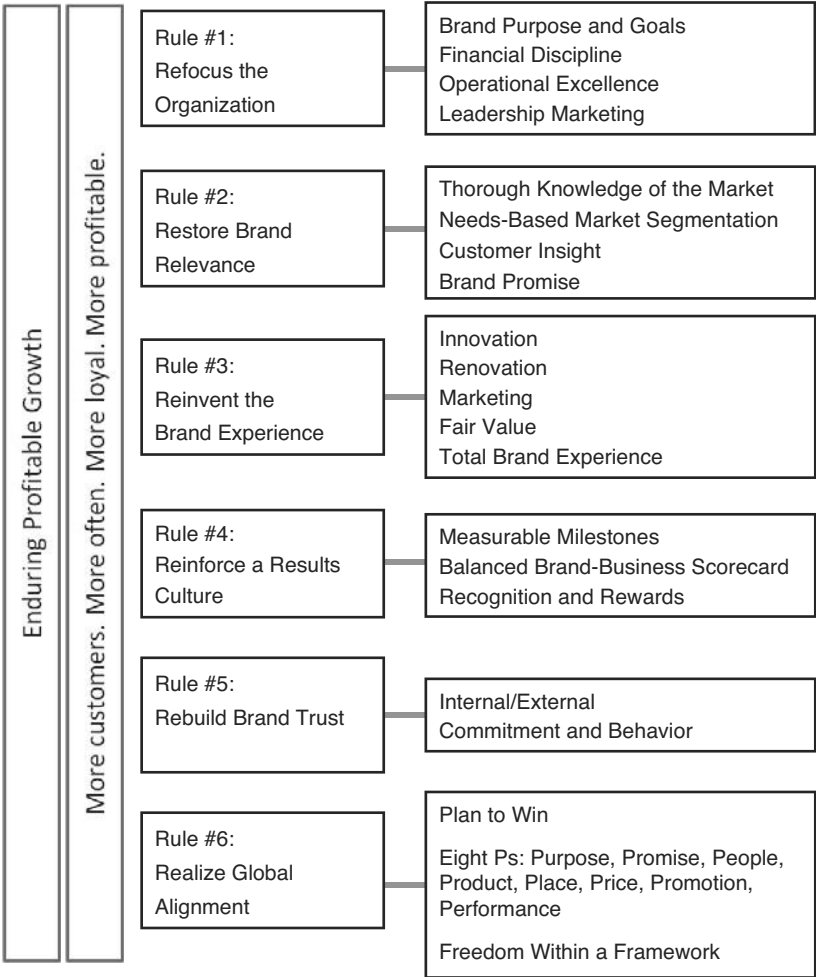 Enduring Profitable Growth
More customers. More often. More loyal. More profitable.
Rule #1:
Refocus the
Organization
Brand Purpose and Goals
Financial Discipline
Operational Excellence
Leadership Marketing
Rule #2:
Restore Brand
Relevance
Thorough Knowledge of the Market
Needs-Based Market Segmentation
Customer Insight
Brand Promise
Rule #3:
Reinvent the
Brand Experience
Innovation
Renovation
Marketing
Fair Value
Total Brand Experience
Rule #4:
Reinforce a Results
Culture
Measurable Milestones
Balanced Brand-Business Scorecard
Recognition and Rewards
Rule #5:
Rebuild Brand Trust
Internal/External
Commitment and Behavior
Rule #6:
Realize Global
Alignment
Plan to Win
Eight Ps: Purpose, Promise, People,
Product, Place, Price, Promotion,
Performance
Freedom Within a Framework